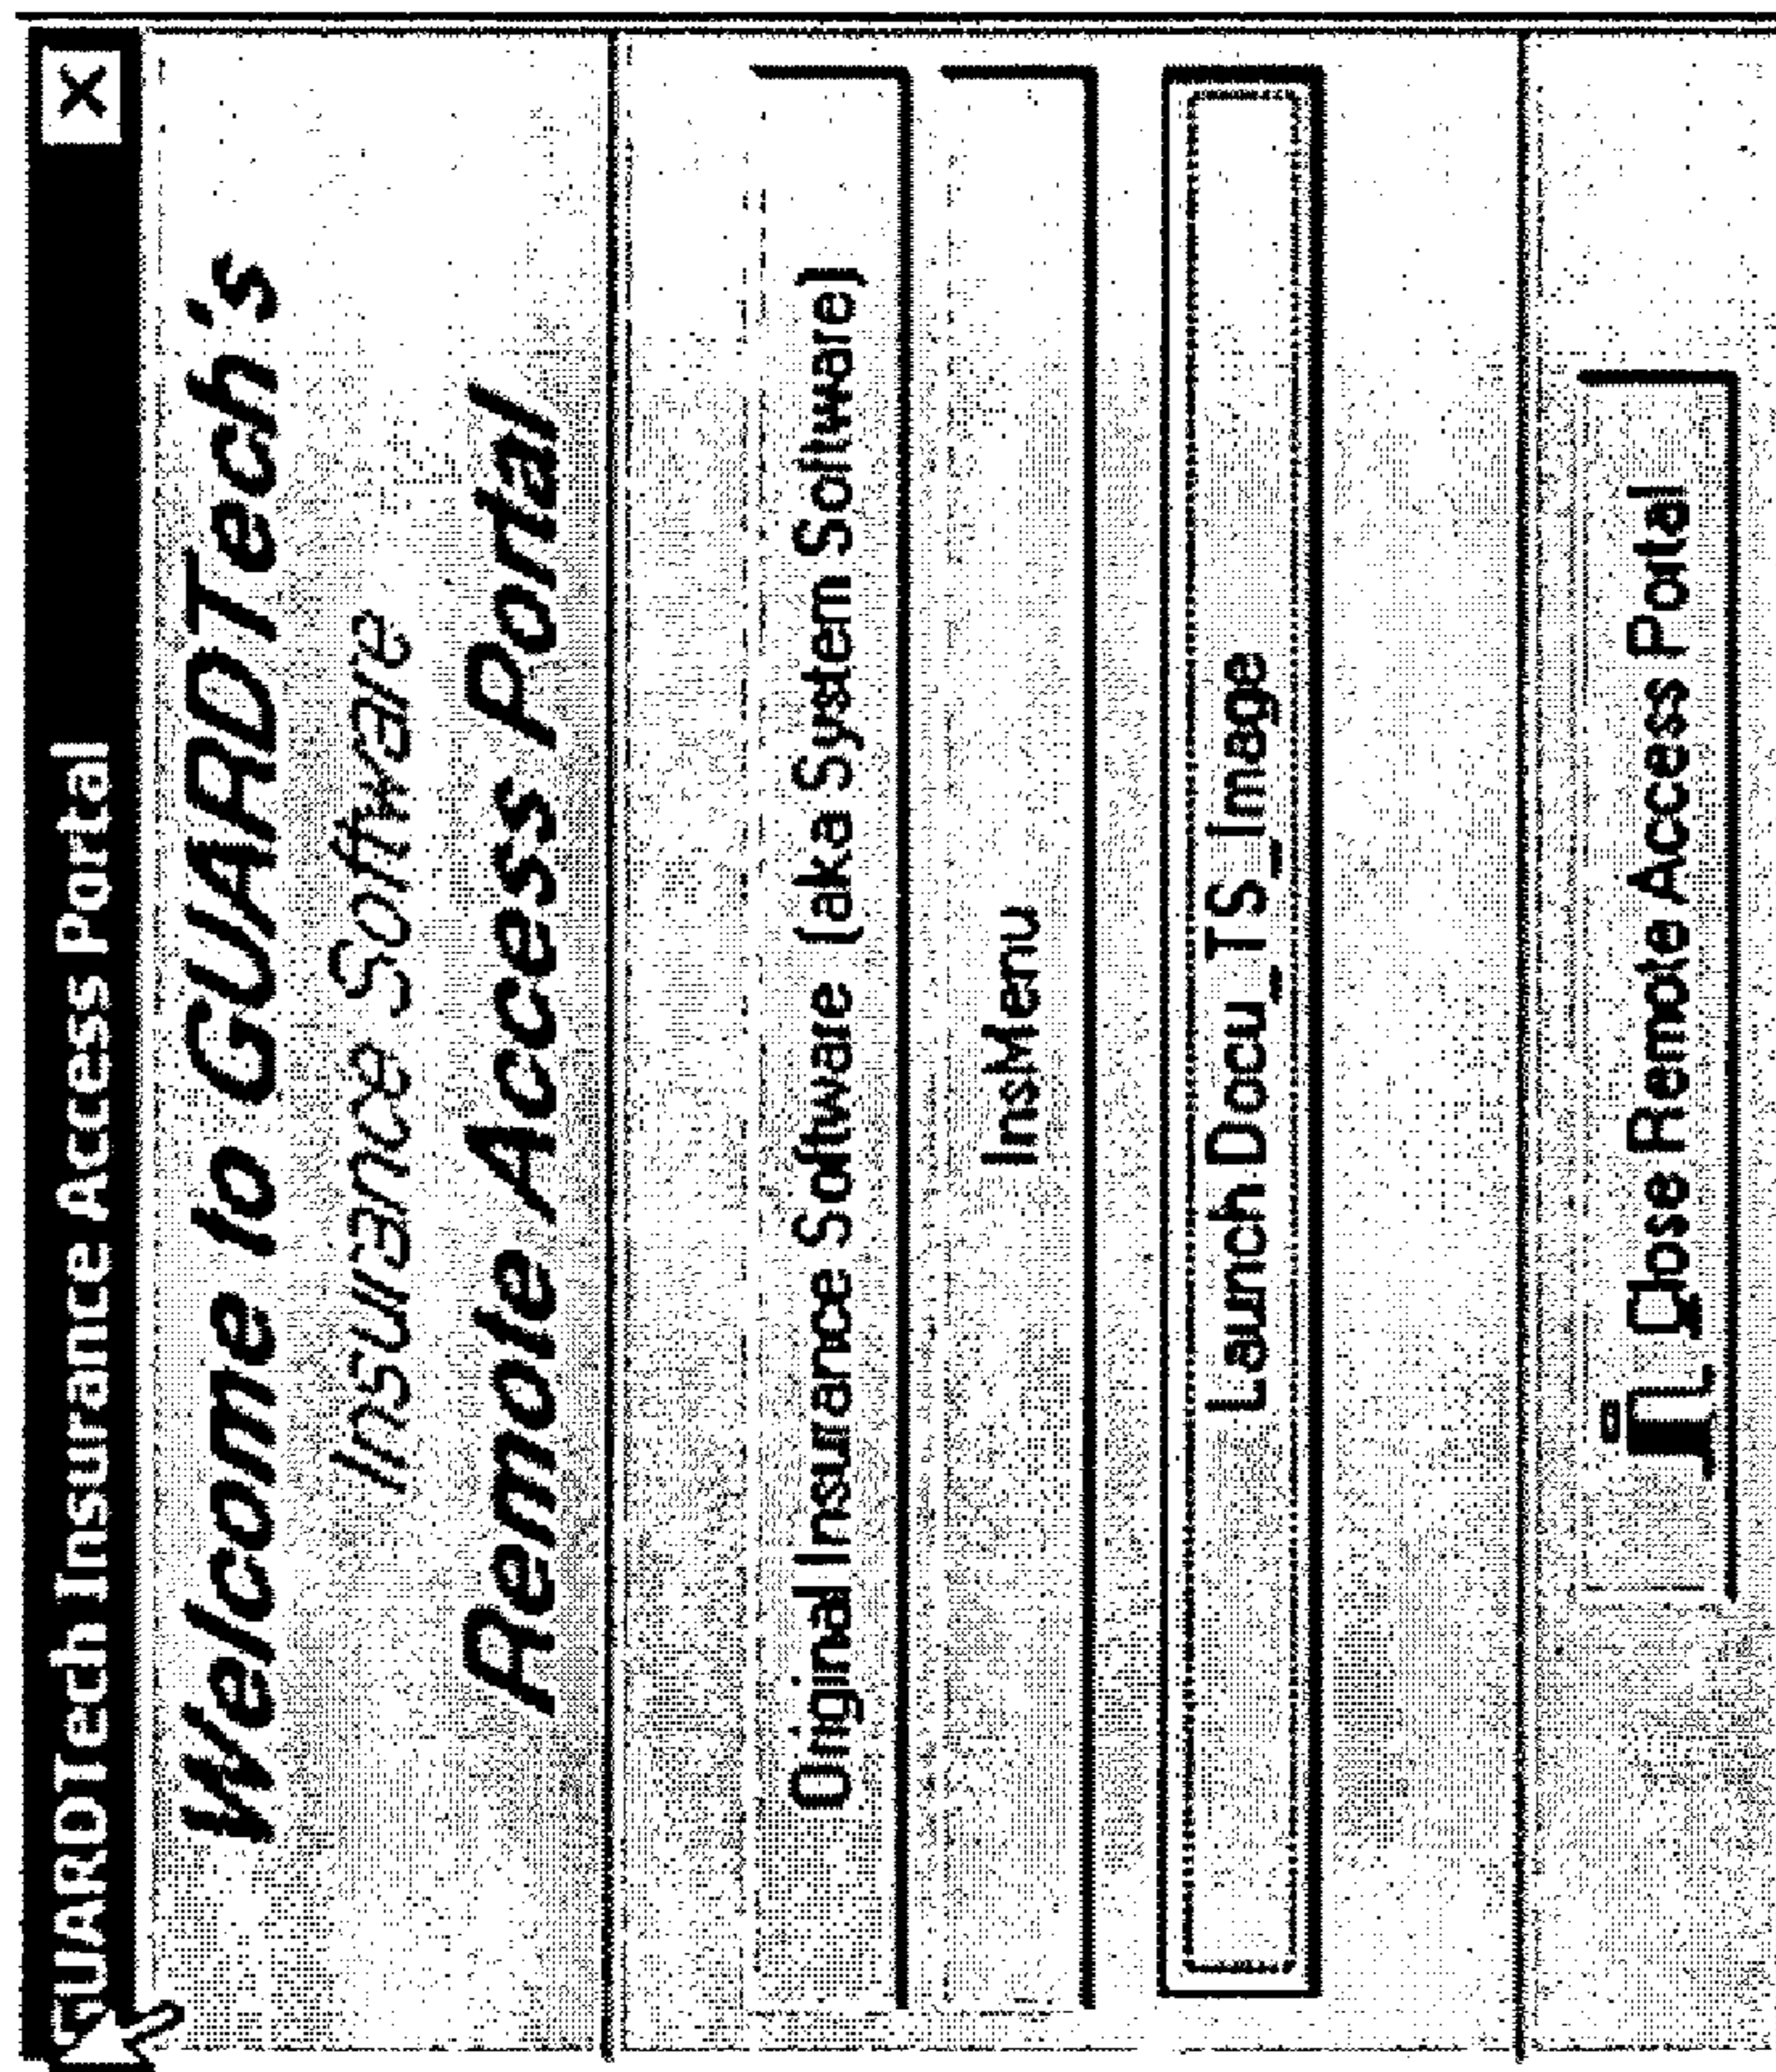 GUARDTech Insurance Access Portal
Welcome to GUARDTech's
Insurance Software
Remote Access Portal
Original Insurance Software (aka System Software)
InsMenu
Launch Docu_TS_Image
Close Remote Access Portal